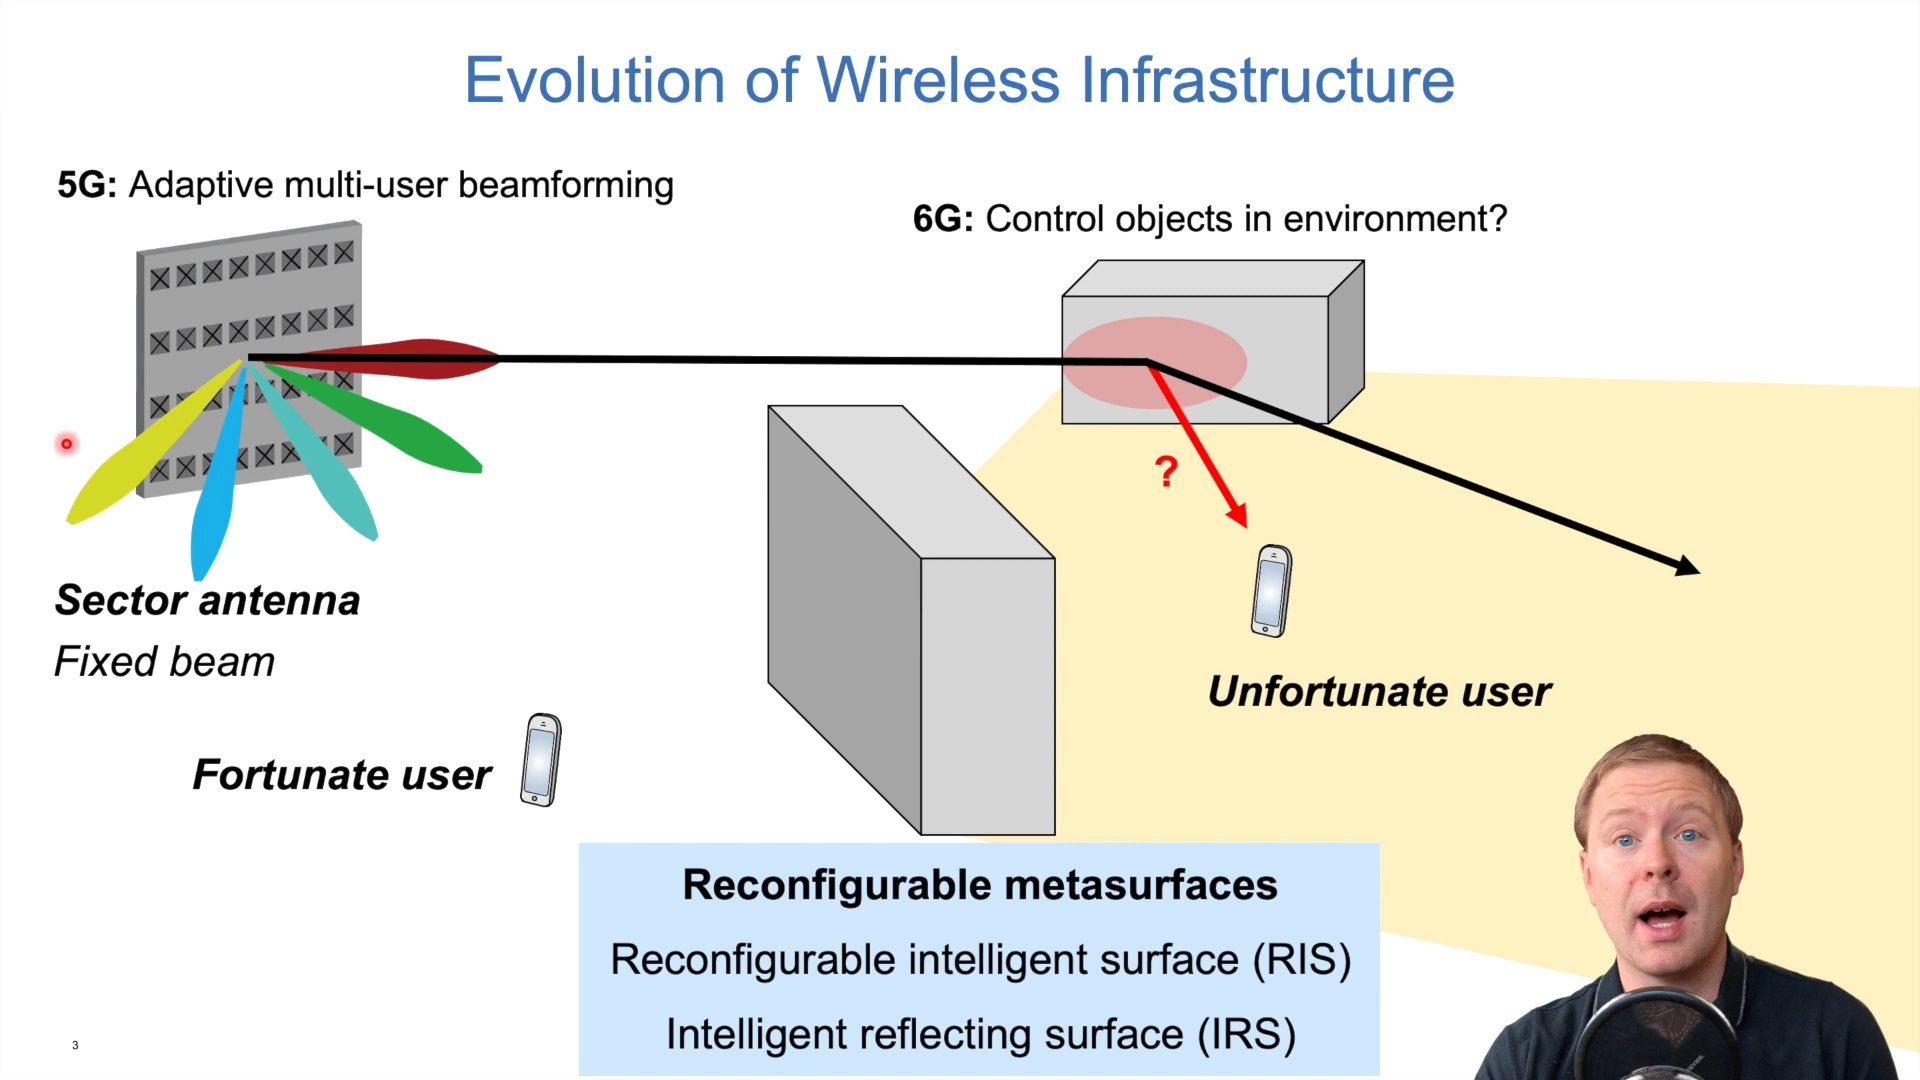 Evolution of Wireless Infrastructure
5G: Adaptive multi-user beamforming
6G: Control objects in environment?
?
Sector antenna
Fixed beam
Unfortunate user
Fortunate user
Reconfigurable metasurfaces
Reconfigurable intelligent surface (RIS)
Intelligent reflecting surface (IRS)
3